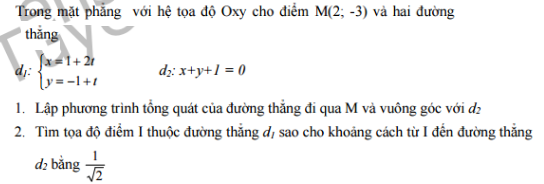 Trong mặt phẳng với hệ tọa độ Oxy cho điểm M(2; -3) và hai đường
thẳng
d₁: {x = 1 + 2t
y = −1 + t
d₂: x+y+1 = 0
1. Lập phương trình tổng quát của đường thẳng đi qua M và vuông góc với d₂
2. Tìm tọa độ điểm I thuộc đường thẳng d₁ sao cho khoảng cách từ I đến đường thẳng
d₂ bằng 1/√2